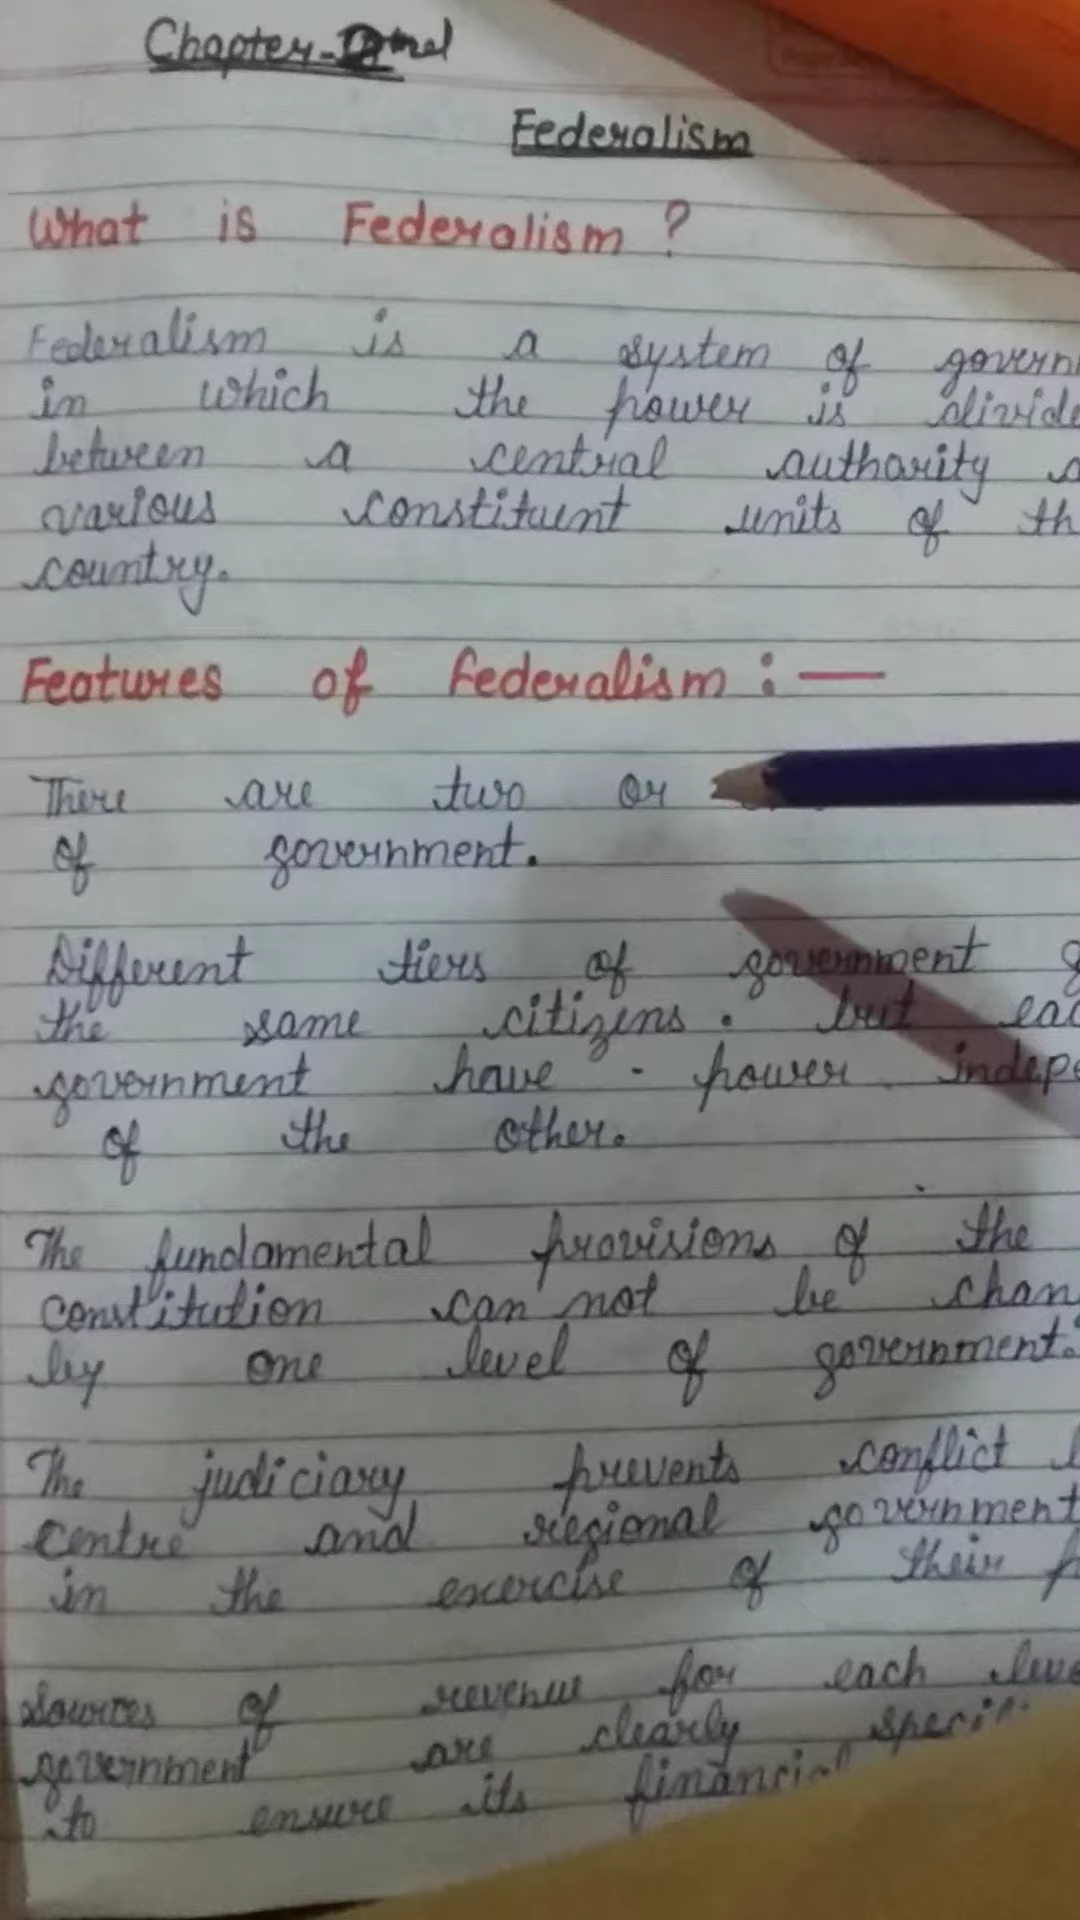 Chapter-
Federalism
What is Federalism ?
Federalism is a system of govern
in which the power is divide
between a central autharity a
various constituent units of th
country.
Features of federalism : —
There are two or
of government.
Different tiers of government g
the same citizens. but eac
government have power indepe
of the other.
The fundamental provisions of the
constitution can not be chan
by one level of government.
The judiciary prevents conflict b
centre and regional government
in the exercise of their p
Sources of revenue for each leve
government are clearly specifi
to ensure its financial